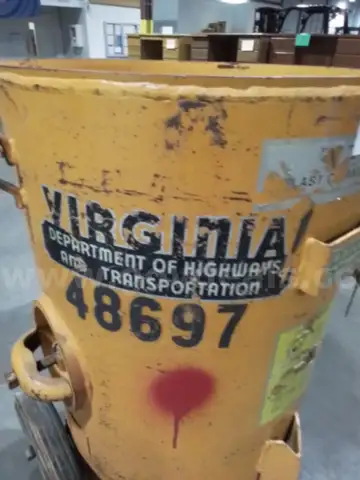 VIRGINIA
DEPARTMENT OF HIGHWAYS
AND TRANSPORTATION
48697